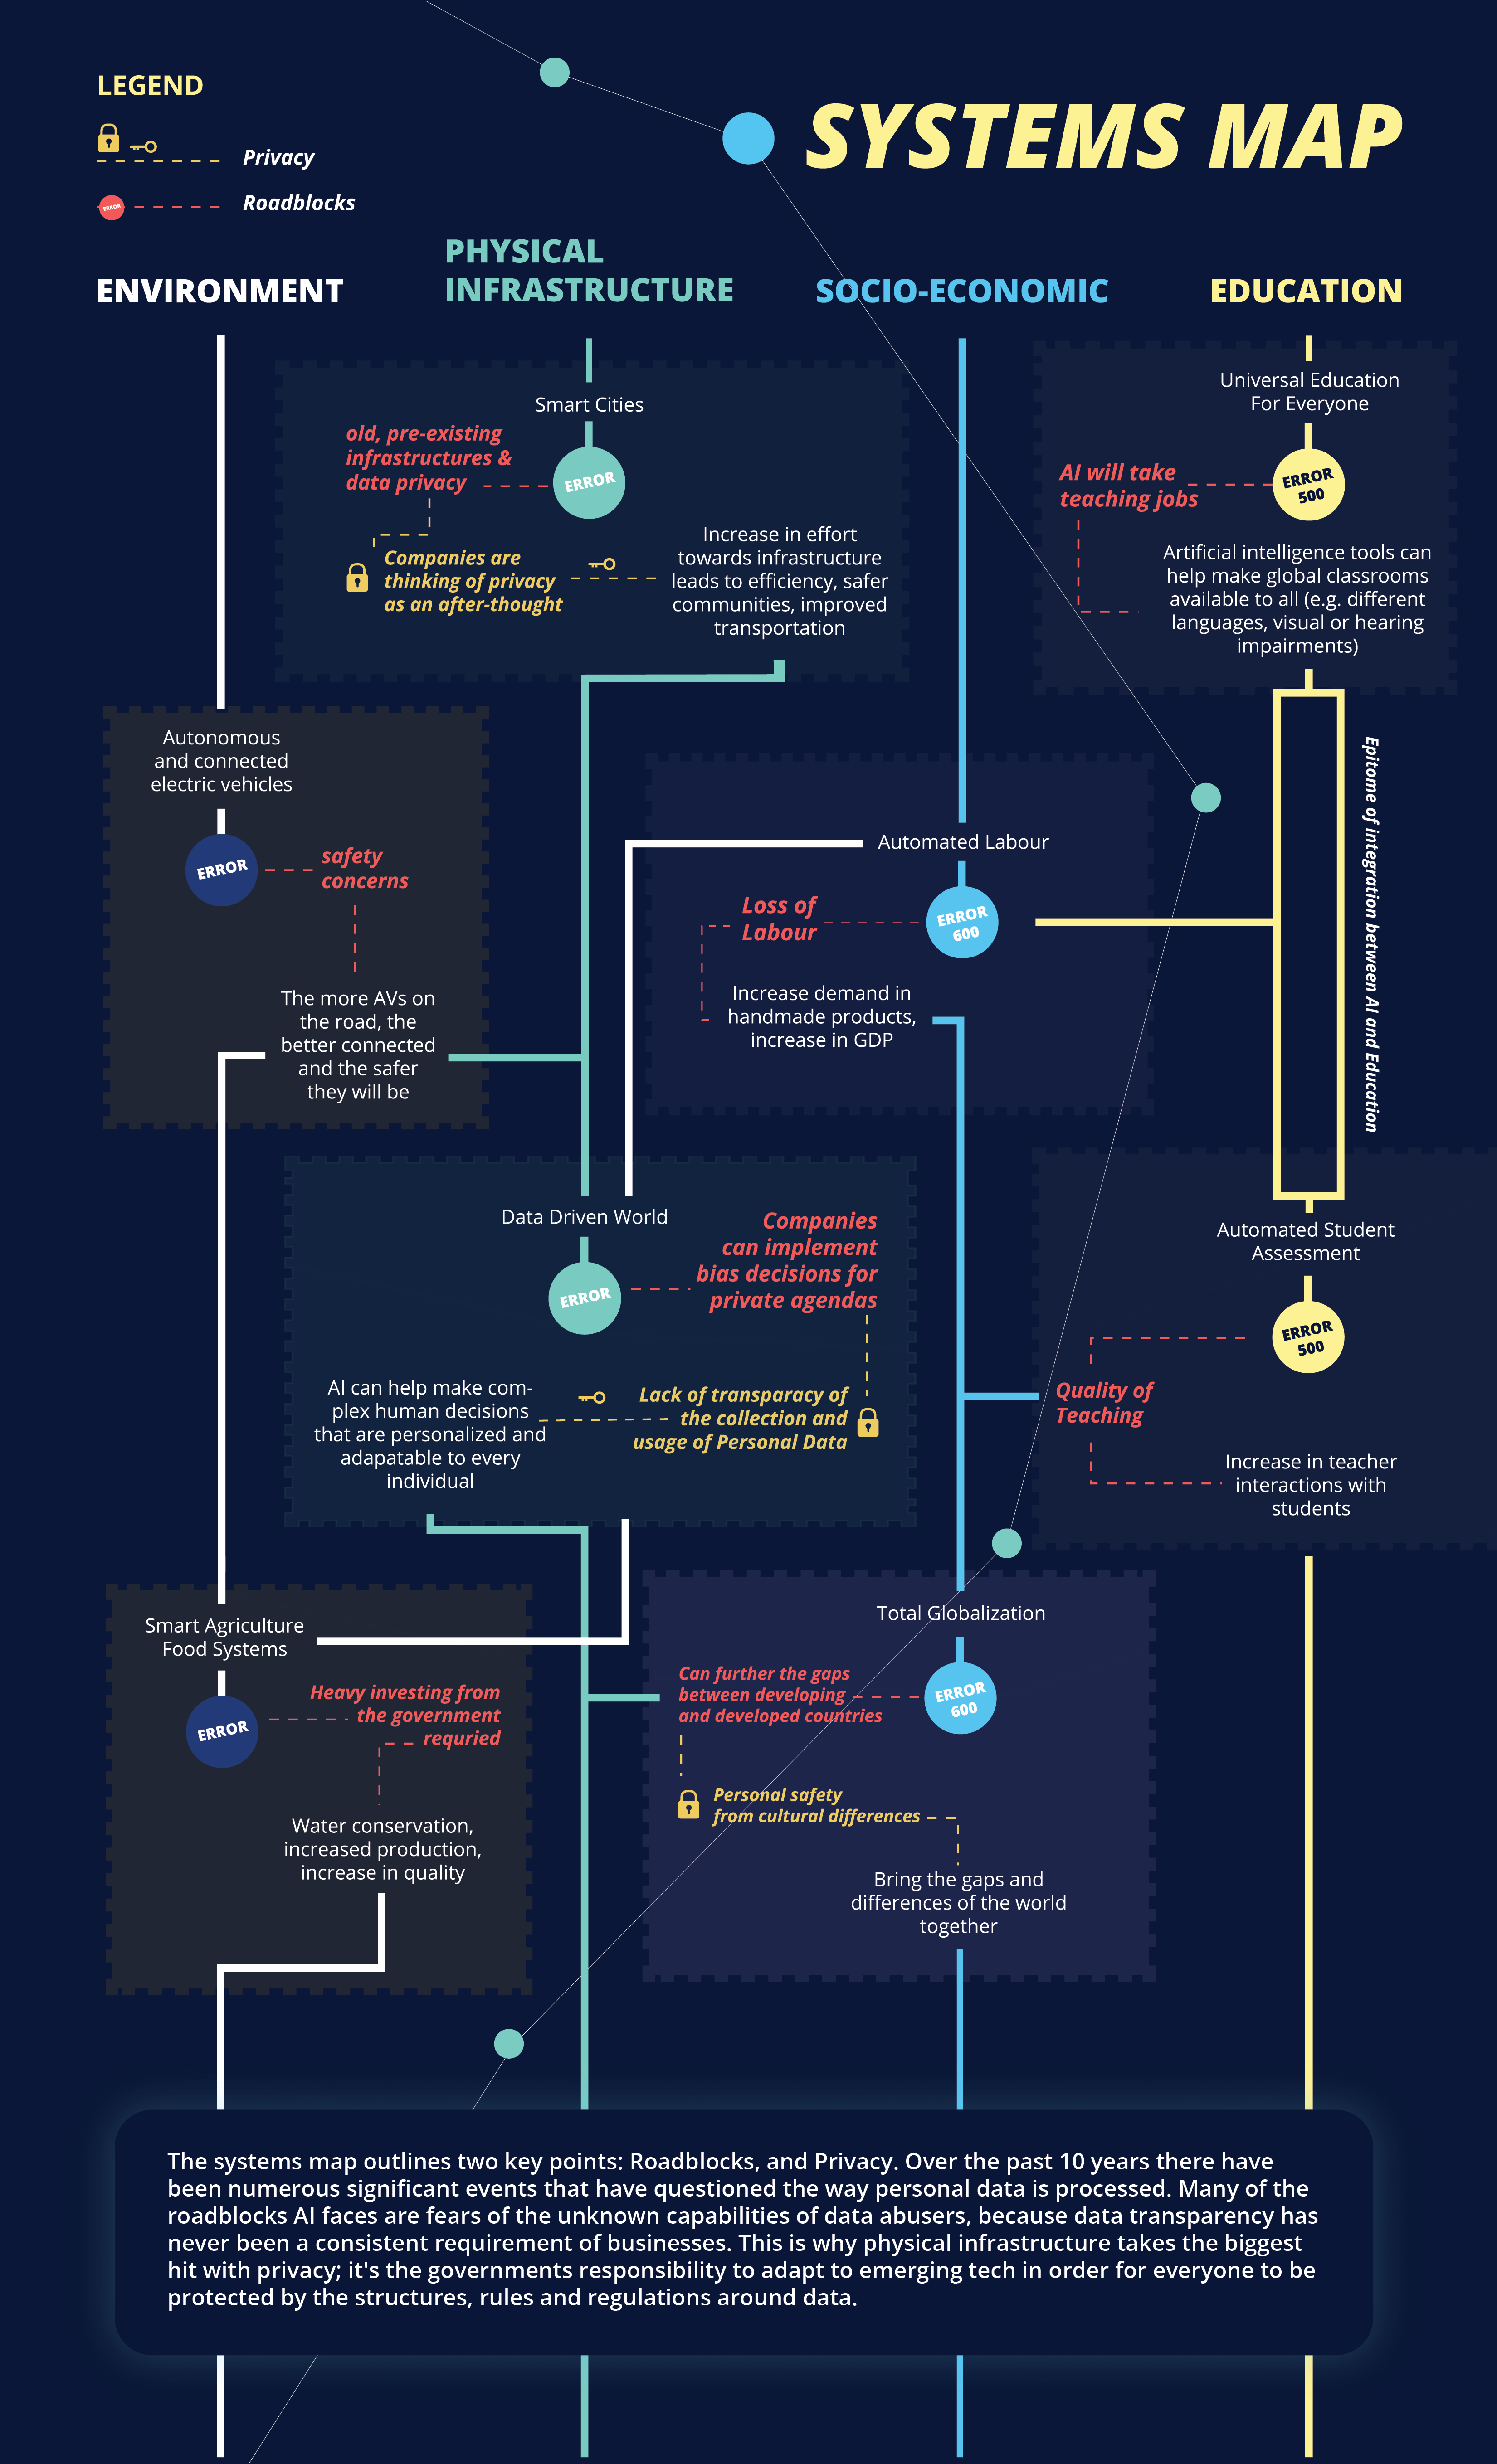 LEGEND
Privacy
ERROR
Roadblocks
SYSTEMS MAP
ENVIRONMENT
PHYSICAL
INFRASTRUCTURE
SOCIO-ECONOMIC
EDUCATION
Smart Cities
old, pre-existing
infrastructures &
data privacy
ERROR
Companies are
thinking of privacy
as an after-thought
Increase in effort
towards infrastructure
leads to efficiency, safer
communities, improved
transportation
Universal Education
For Everyone
AI will take
teaching jobs
ERROR
500
Artificial intelligence tools can
help make global classrooms
available to all (e.g. different
languages, visual or hearing
impairments)
Autonomous
and connected
electric vehicles
ERROR
safety
concerns
The more AVs on
the road, the
better connected
and the safer
they will be
Automated Labour
Loss of
Labour
ERROR
600
Increase demand in
handmade products,
increase in GDP
Epitome of integration between AI and Education
Data Driven World
ERROR
Companies
can implement
bias decisions for
private agendas
AI can help make com-
plex human decisions
that are personalized and
adapatable to every
individual
Lack of transparacy of
the collection and
usage of Personal Data
Automated Student
Assessment
ERROR
500
Quality of
Teaching
Increase in teacher
interactions with
students
Smart Agriculture
Food Systems
ERROR
Heavy investing from
the government
requried
Water conservation,
increased production,
increase in quality
Total Globalization
Can further the gaps
between developing
and developed countries
ERROR
600
Personal safety
from cultural differences
Bring the gaps and
differences of the world
together
The systems map outlines two key points: Roadblocks, and Privacy. Over the past 10 years there have
been numerous significant events that have questioned the way personal data is processed. Many of the
roadblocks AI faces are fears of the unknown capabilities of data abusers, because data transparency has
never been a consistent requirement of businesses. This is why physical infrastructure takes the biggest
hit with privacy; it's the governments responsibility to adapt to emerging tech in order for everyone to be
protected by the structures, rules and regulations around data.